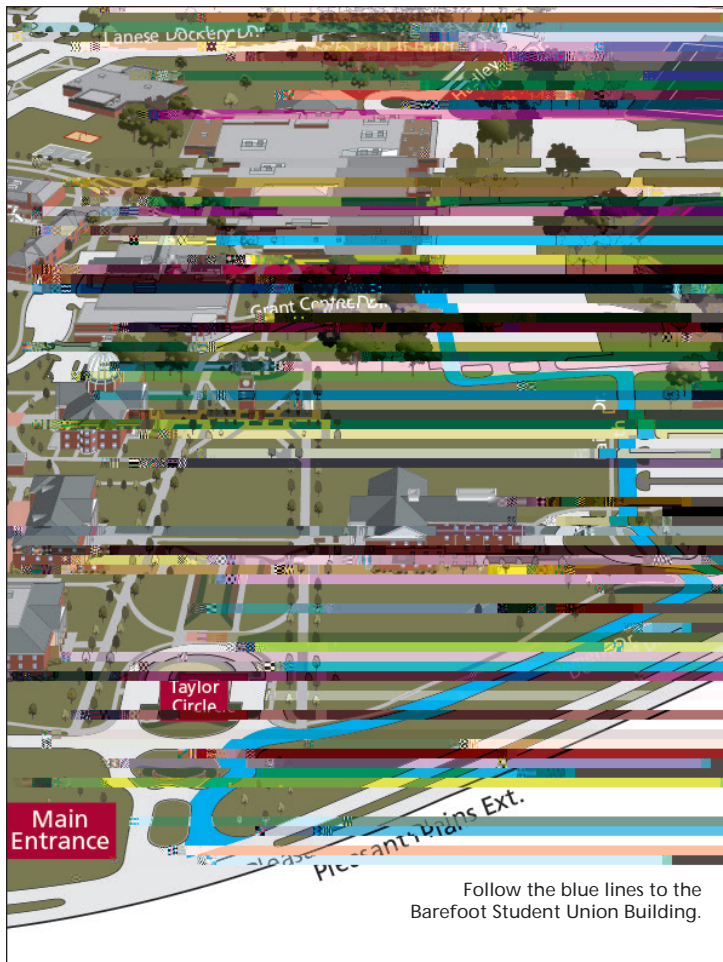 Lanese Dockery Dr.
Grant Center Dr.
Taylor
Circle
Main
Entrance
Pleasant Plains Ext.
Follow the blue lines to the
Barefoot Student Union Building.